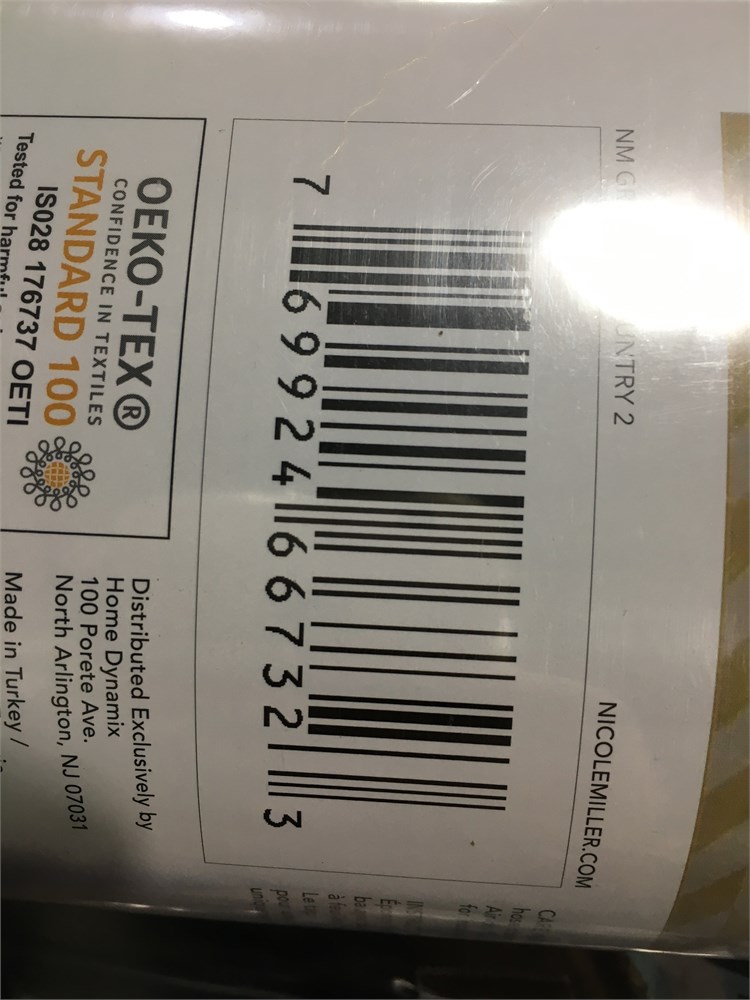 NM UNTRY 2
NICOLEMILLER.COM
7 69924 66732 3
OEKO-TEX ®
CONFIDENCE IN TEXTILES
STANDARD 100
IS028 176737 OETI
Tested for harmful
Distributed Exclusively by
Home Dynamix
100 Porete Ave.
North Arlington, NJ 07031
Made in Turkey /